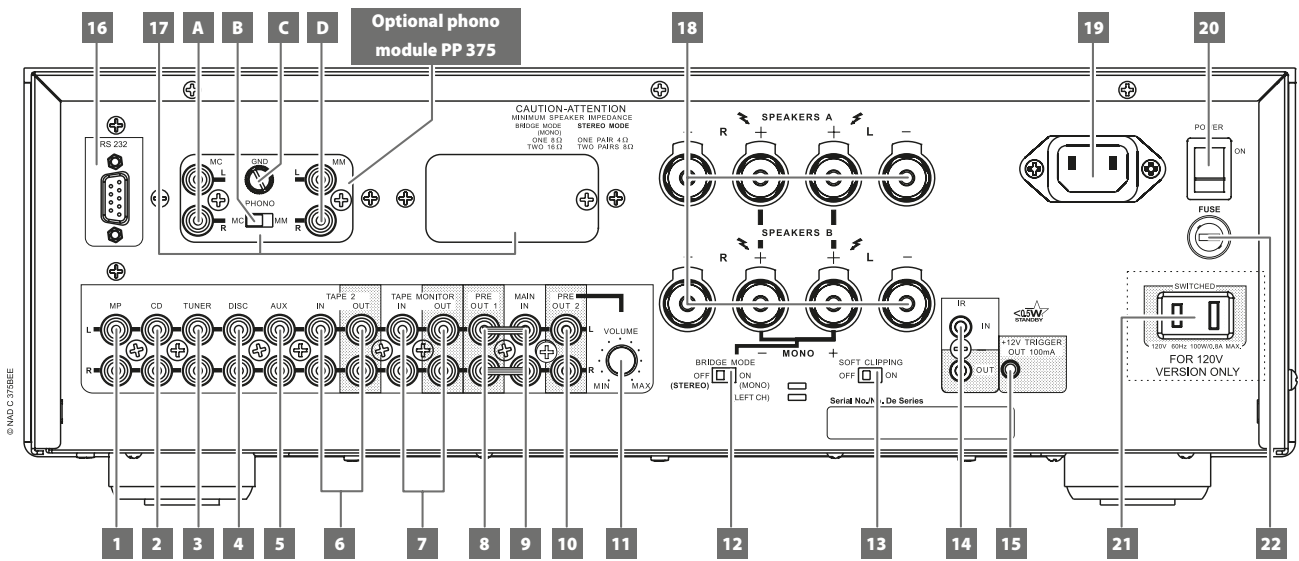 16
17
A
B
C
D
Optional phono
module PP 375
18
19
20
CAUTION-ATTENTION
MINIMUM SPEAKER IMPEDANCE
BRIDGE MODE STEREO MODE
(MONO)
ONE 8Ω ONE PAIR 4Ω
TWO 16Ω TWO PAIRS 8Ω
SPEAKERS A
- R + + L -
POWER
ON
RS 232
MC GND MM
L L
PHONO
MC MM
R R
FUSE
SPEAKERS B
- R + + L -
MP CD TUNER DISC AUX IN TAPE 2 OUT TAPE MONITOR IN OUT PRE OUT 1 MAIN IN PRE OUT 2
L L
R R
VOLUME
MIN MAX
- MONO +
BRIDGE MODE
OFF ON
(STEREO) (MONO)
LEFT CH)
SOFT CLIPPING
OFF ON
Serial No./No. De Series
IR
IN
OUT
<0.5W
STANDBY
+12V TRIGGER
OUT 100mA
SWITCHED
120V 60Hz 100W/0.8A MAX.
FOR 120V
VERSION ONLY
© NAD C 375BEE
1
2
3
4
5
6
7
8
9
10
11
12
13
14
15
21
22